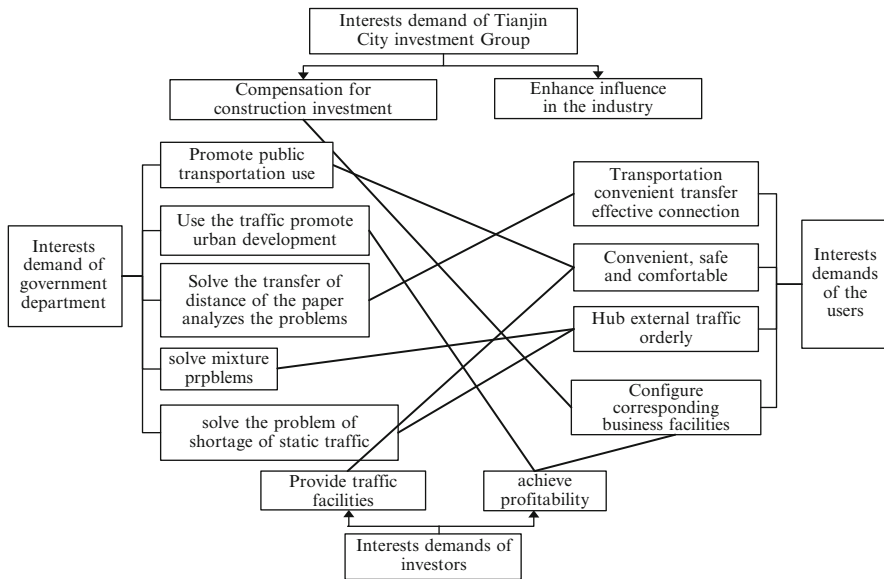 Interests demand of Tianjin
City investment Group
Compensation for
construction investment
Enhance influence
in the industry
Promote public
transportation use
Use the traffic promote
urban development
Interests
demand of
government
department
Solve the transfer of
distance of the paper
analyzes the problems
solve mixture
prpblems
solve the problem of
shortage of static traffic
Transportation
convenient transfer
effective connection
Convenient, safe
and comfortable
Interests
demands
of the
users
Hub external traffic
orderly
Configure
corresponding
business facilities
Provide traffic
facilities
achieve
profitability
Interests demands of
investors